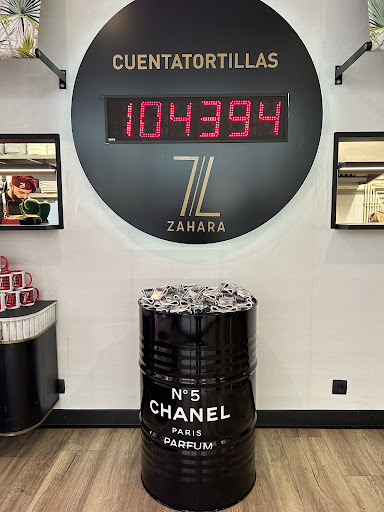 CUENTATORTILLAS
104394
ZAHARA
N°5
CHANEL
PARIS
PARFUM